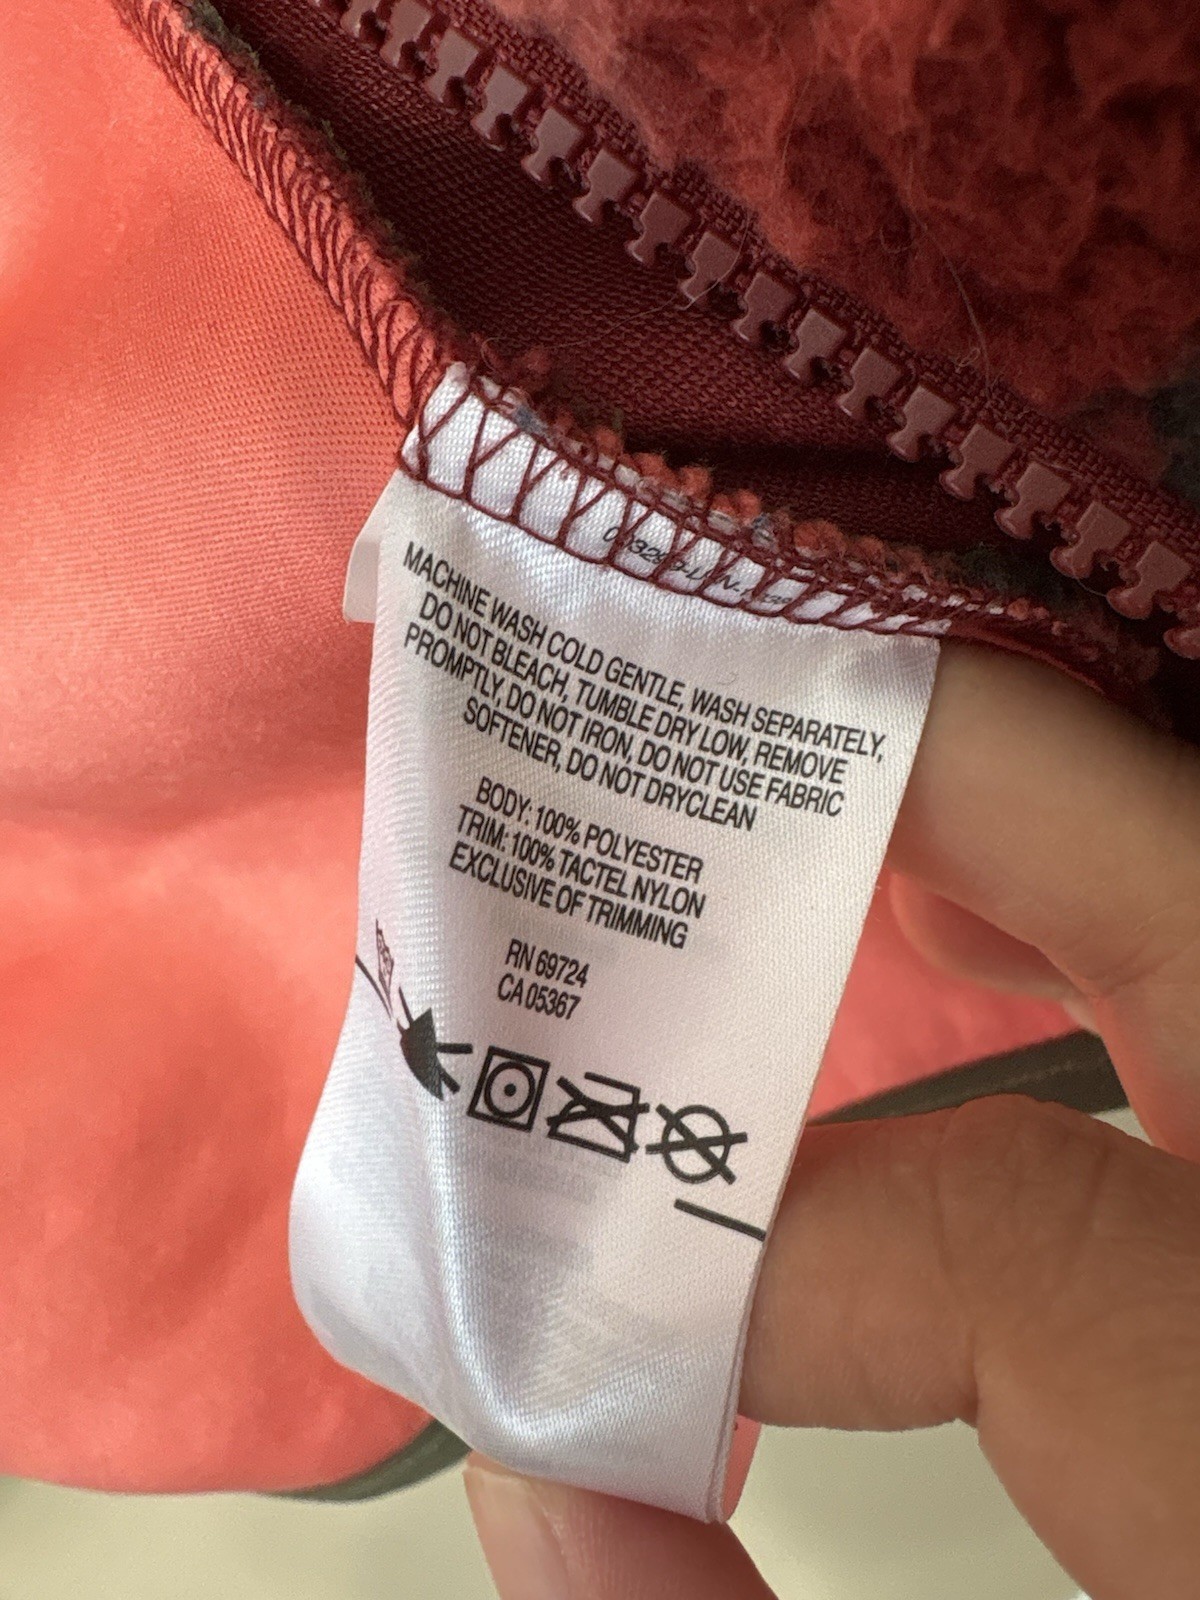 MACHINE WASH COLD GENTLE, WASH SEPARATELY,
DO NOT BLEACH, TUMBLE DRY LOW, REMOVE
PROMPTLY, DO NOT IRON, DO NOT USE FABRIC
SOFTENER, DO NOT DRYCLEAN
BODY: 100% POLYESTER
TRIM: 100% TACTEL NYLON
EXCLUSIVE OF TRIMMING
RN 69724
CA 05367